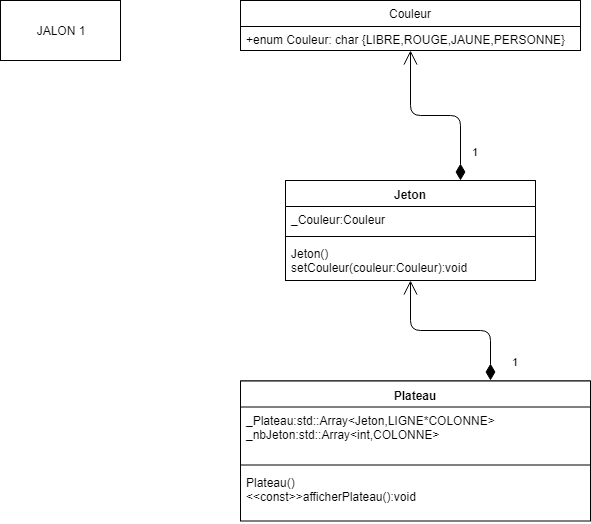 JALON 1
Couleur
+enum Couleur: char {LIBRE,ROUGE,JAUNE,PERSONNE}
1
Jeton
_Couleur:Couleur
Jeton()
setCouleur(couleur:Couleur):void
1
Plateau
_Plateau:std::Array<Jeton,LIGNE*COLONNE>
_nbJeton:std::Array<int,COLONNE>
Plateau()
<<const>>afficherPlateau():void